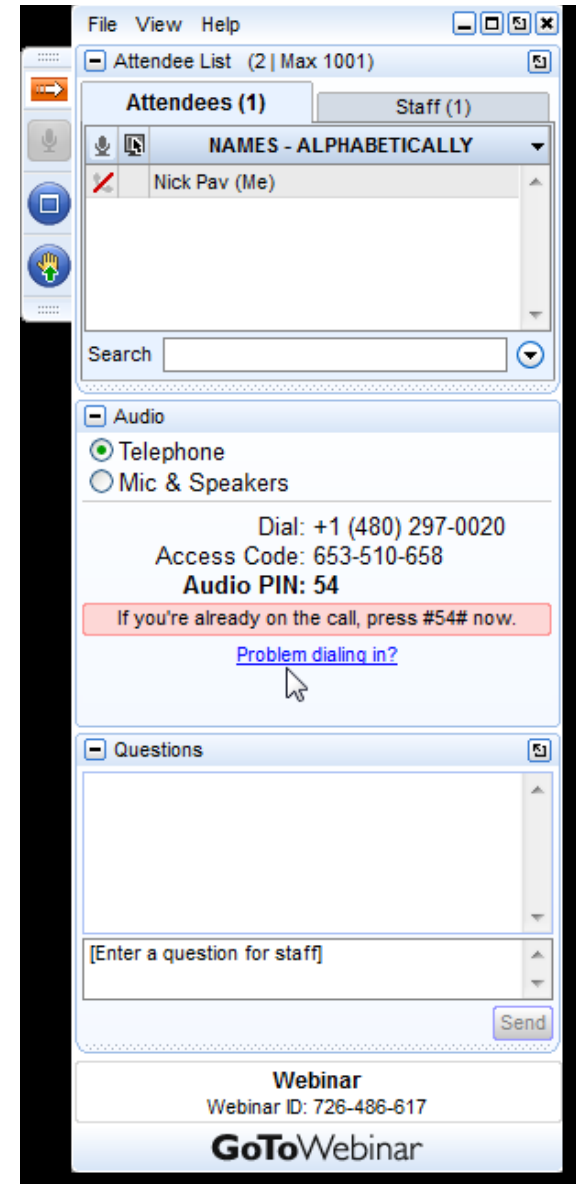 File View Help
Attendee List (2 | Max 1001)
Attendees (1) Staff (1)
NAMES - ALPHABETICALLY
Nick Pav (Me)
Search
Audio
Telephone
Mic & Speakers
Dial: +1 (480) 297-0020
Access Code: 653-510-658
Audio PIN: 54
If you're already on the call, press #54# now.
Problem dialing in?
Questions
[Enter a question for staff]
Send
Webinar
Webinar ID: 726-486-617
GoToWebinar